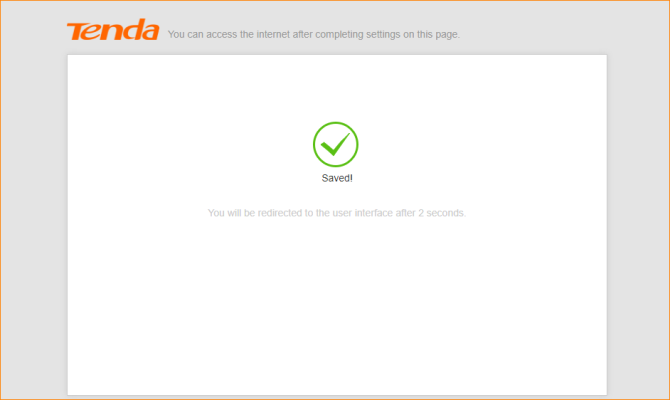 Tenda You can access the internet after completing settings on this page.
Saved!
You will be redirected to the user interface after 2 seconds.